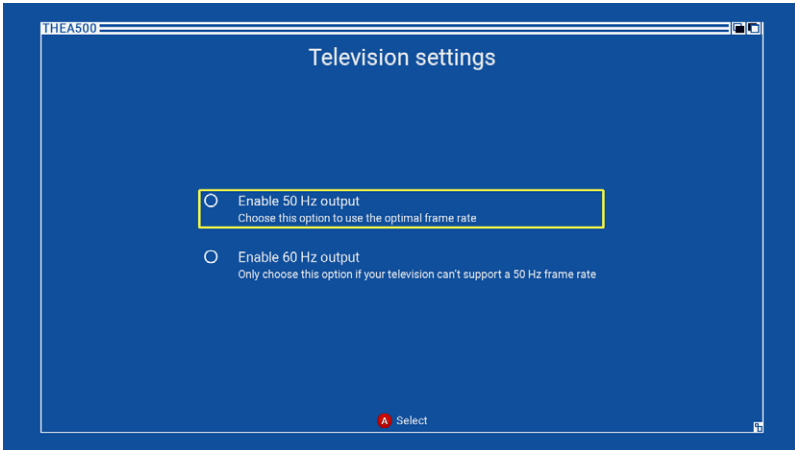 THEA500
Television settings
Enable 50 Hz output
Choose this option to use the optimal frame rate
Enable 60 Hz output
Only choose this option if your television can't support a 50 Hz frame rate
A Select